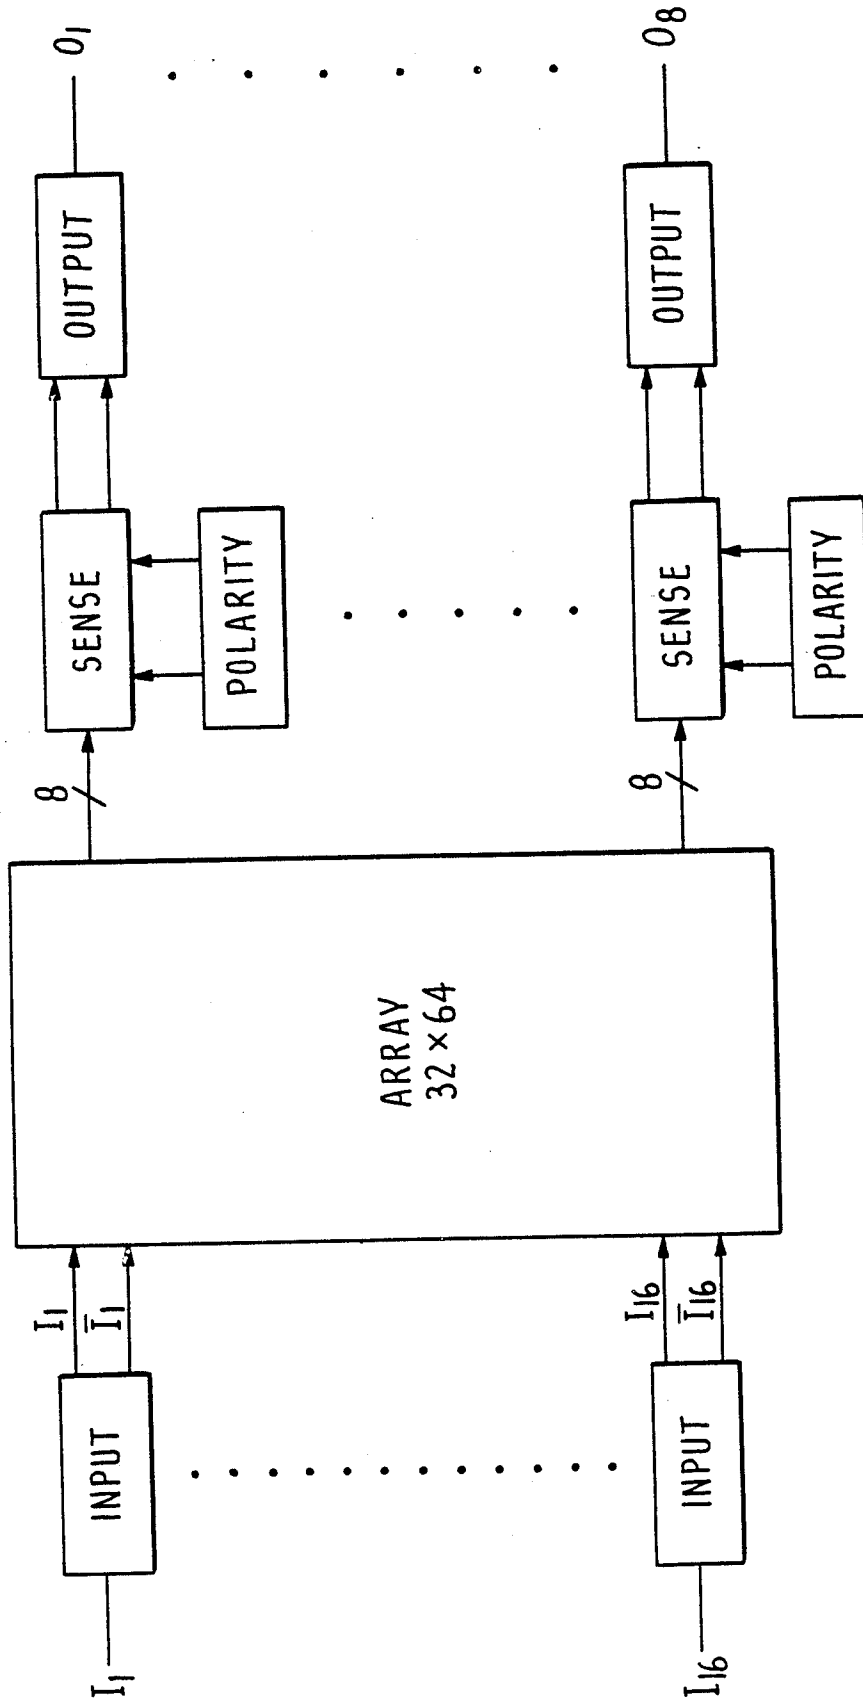 I1
INPUT
I1
Ī1
ARRAY
32 × 64
8
SENSE
POLARITY
OUTPUT
O1
I16
INPUT
I16
Ī16
8
SENSE
POLARITY
OUTPUT
O8